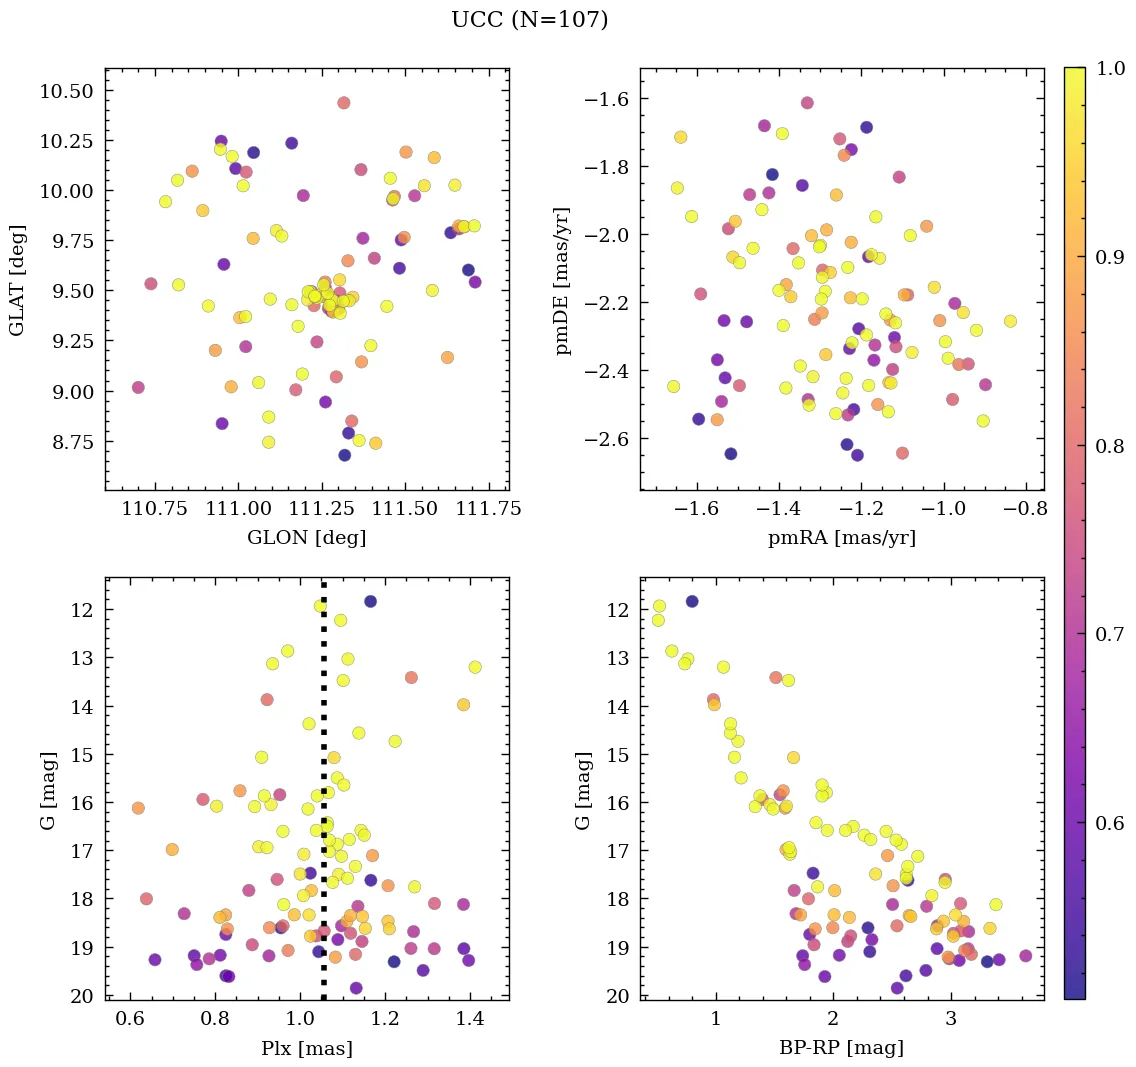 UCC (N=107)
10.50
10.25
10.00
9.75
9.50
9.25
9.00
8.75
GLAT [deg]
110.75 111.00 111.25 111.50 111.75
GLON [deg]
−1.6
−1.8
−2.0
−2.2
−2.4
−2.6
pmDE [mas/yr]
−1.6 −1.4 −1.2 −1.0 −0.8
pmRA [mas/yr]
12
13
14
15
16
17
18
19
20
G [mag]
0.6 0.8 1.0 1.2 1.4
Plx [mas]
12
13
14
15
16
17
18
19
20
G [mag]
1 2 3
BP-RP [mag]
1.0
0.9
0.8
0.7
0.6